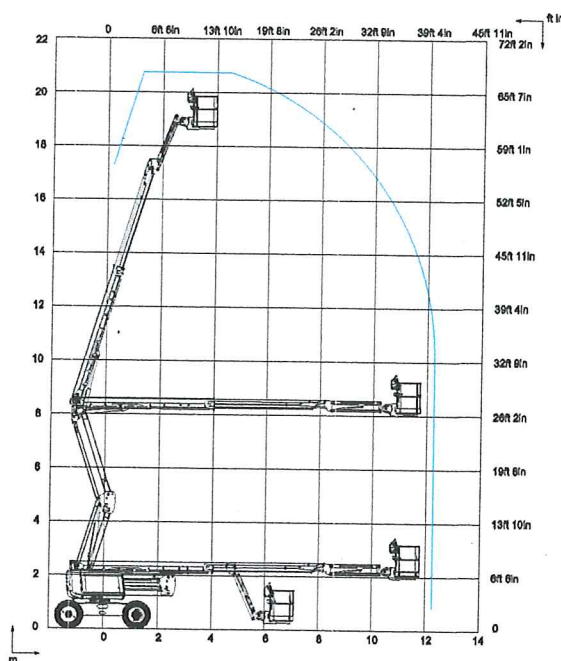 ft in
0 6ft 6in 13ft 10in 19ft 8in 26ft 2in 32ft 9in 39ft 4in 45ft 11in
22 72ft 2in
20 65ft 7in
18 59ft 1in
16 52ft 5in
14 45ft 11in
12 39ft 4in
10 32ft 9in
8 26ft 2in
6 19ft 6in
4 13ft 10in
2 6ft 6in
0 0
0 2 4 6 8 10 12 14
m